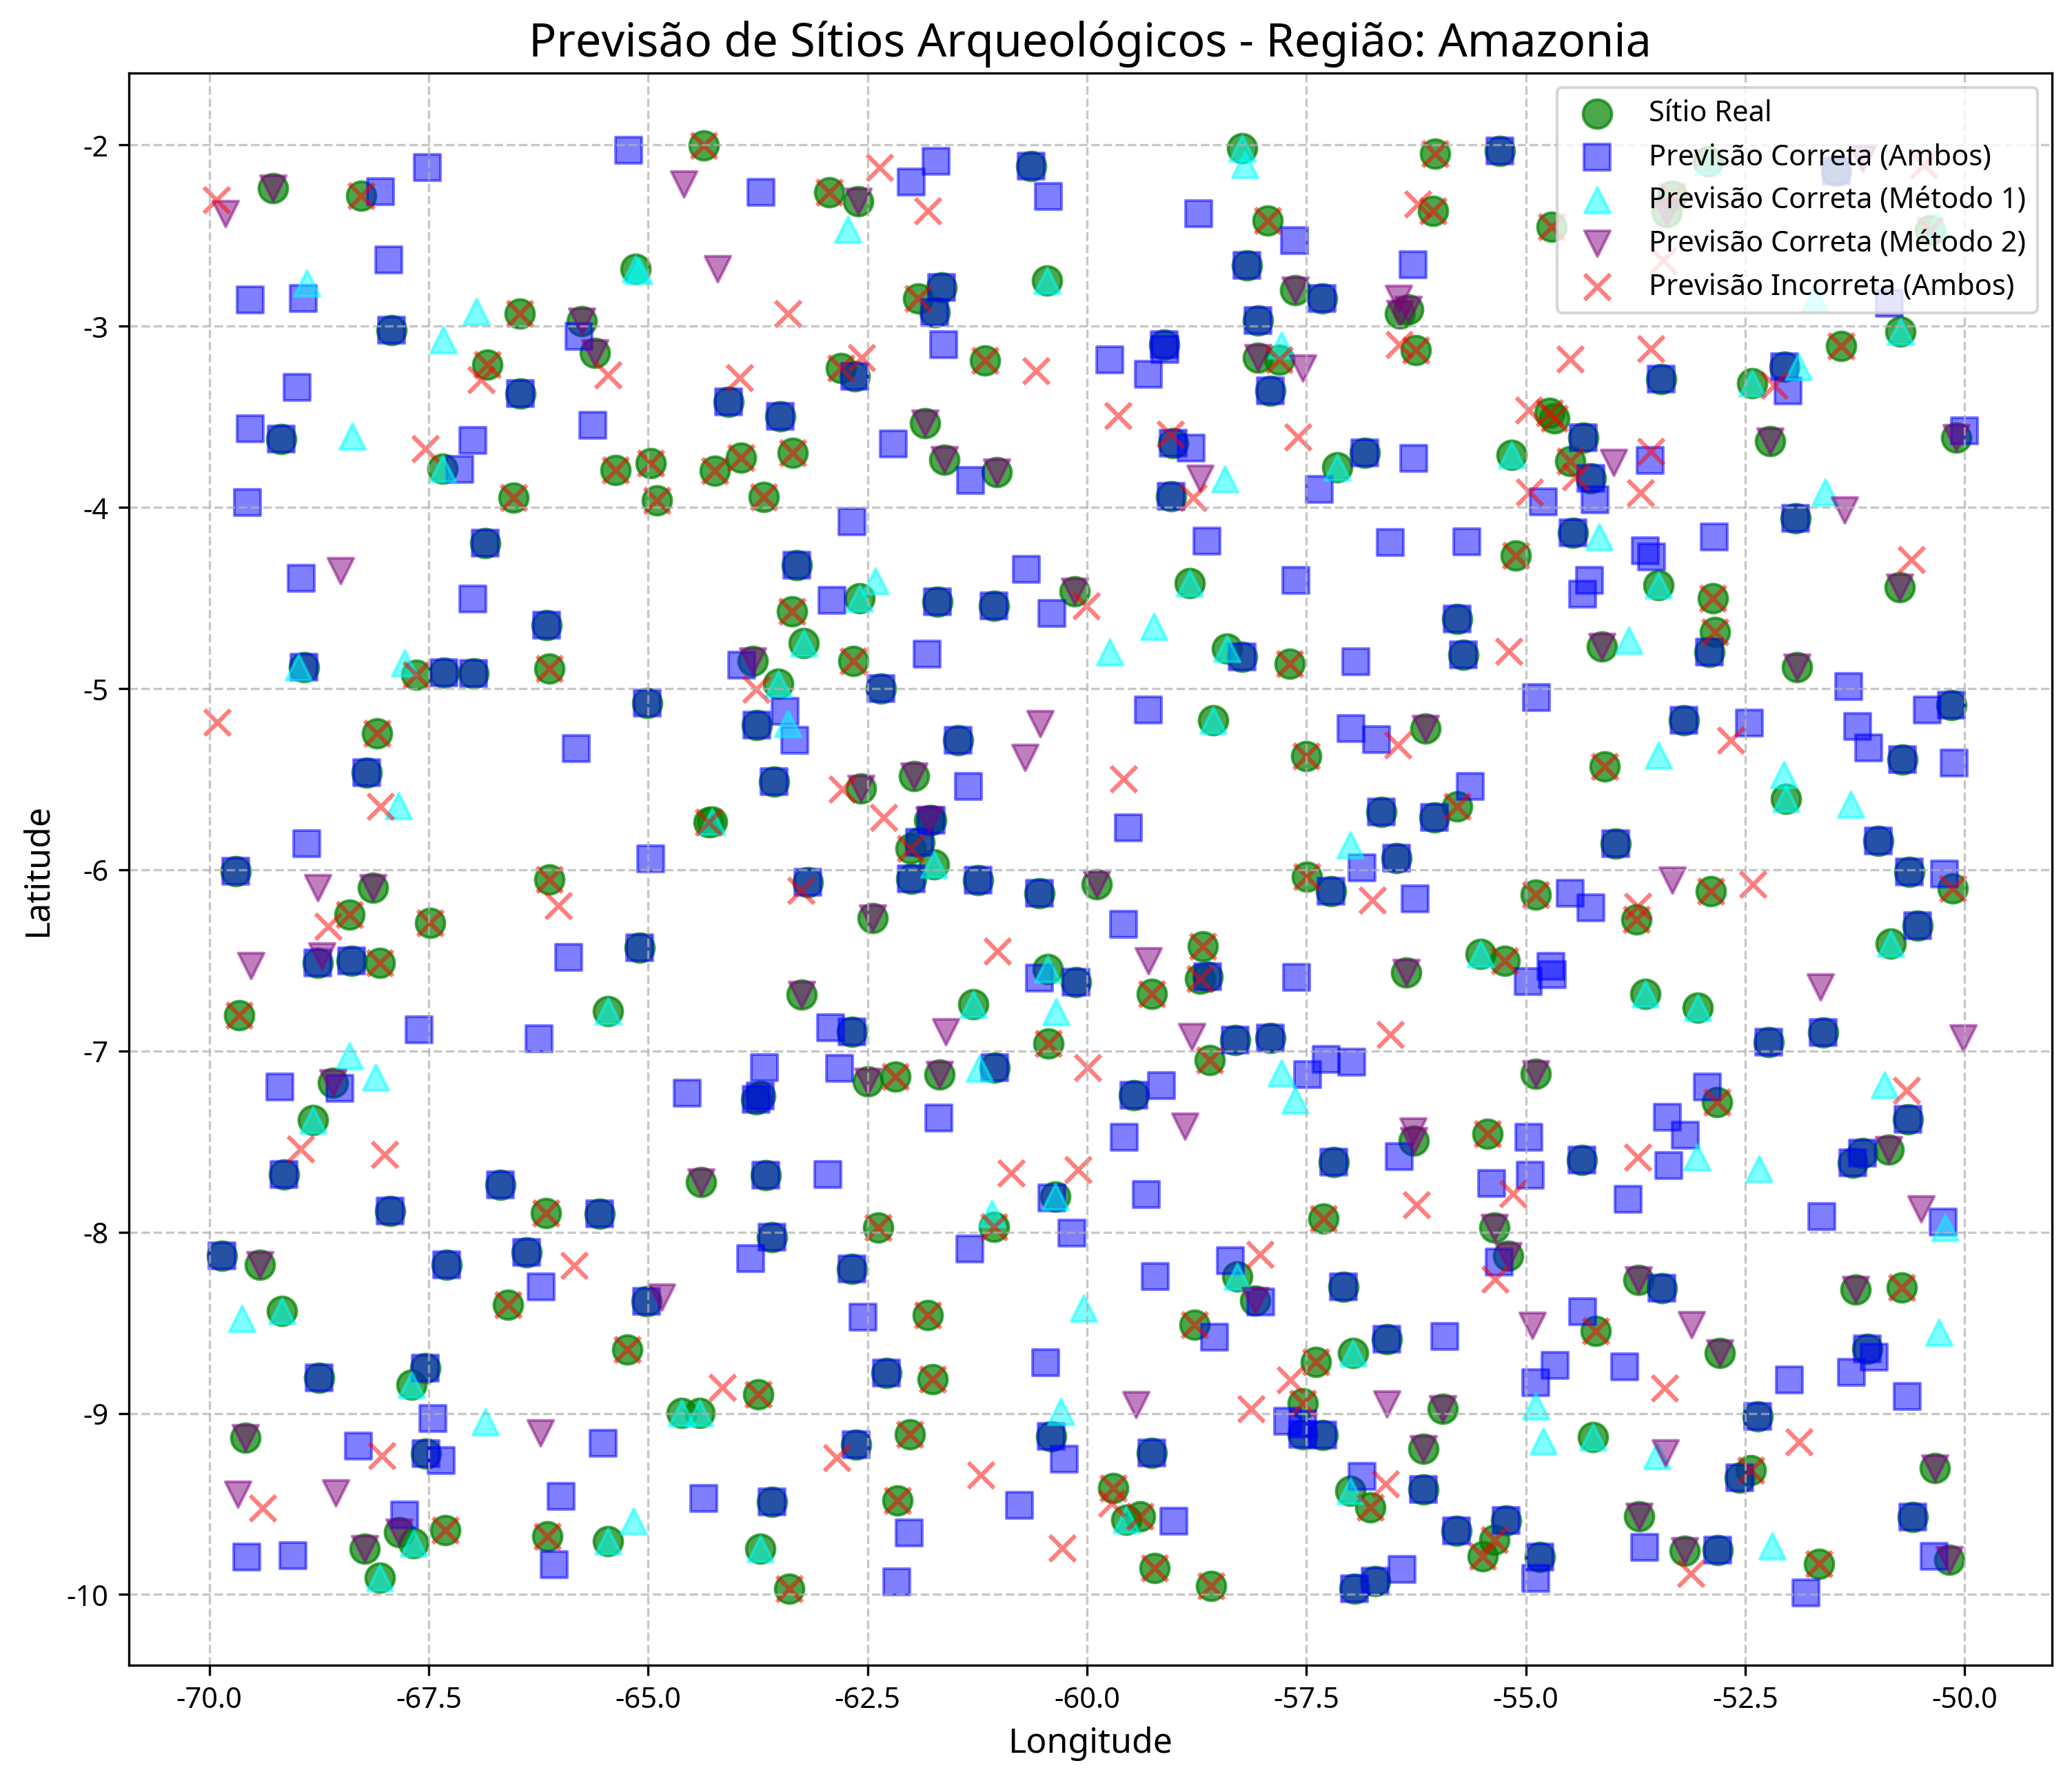 Previsão de Sítios Arqueológicos - Região: Amazonia
Sítio Real
Previsão Correta (Ambos)
Previsão Correta (Método 1)
Previsão Correta (Método 2)
Previsão Incorreta (Ambos)
Latitude
-2
-3
-4
-5
-6
-7
-8
-9
-10
-70.0
-67.5
-65.0
-62.5
-60.0
-57.5
-55.0
-52.5
-50.0
Longitude